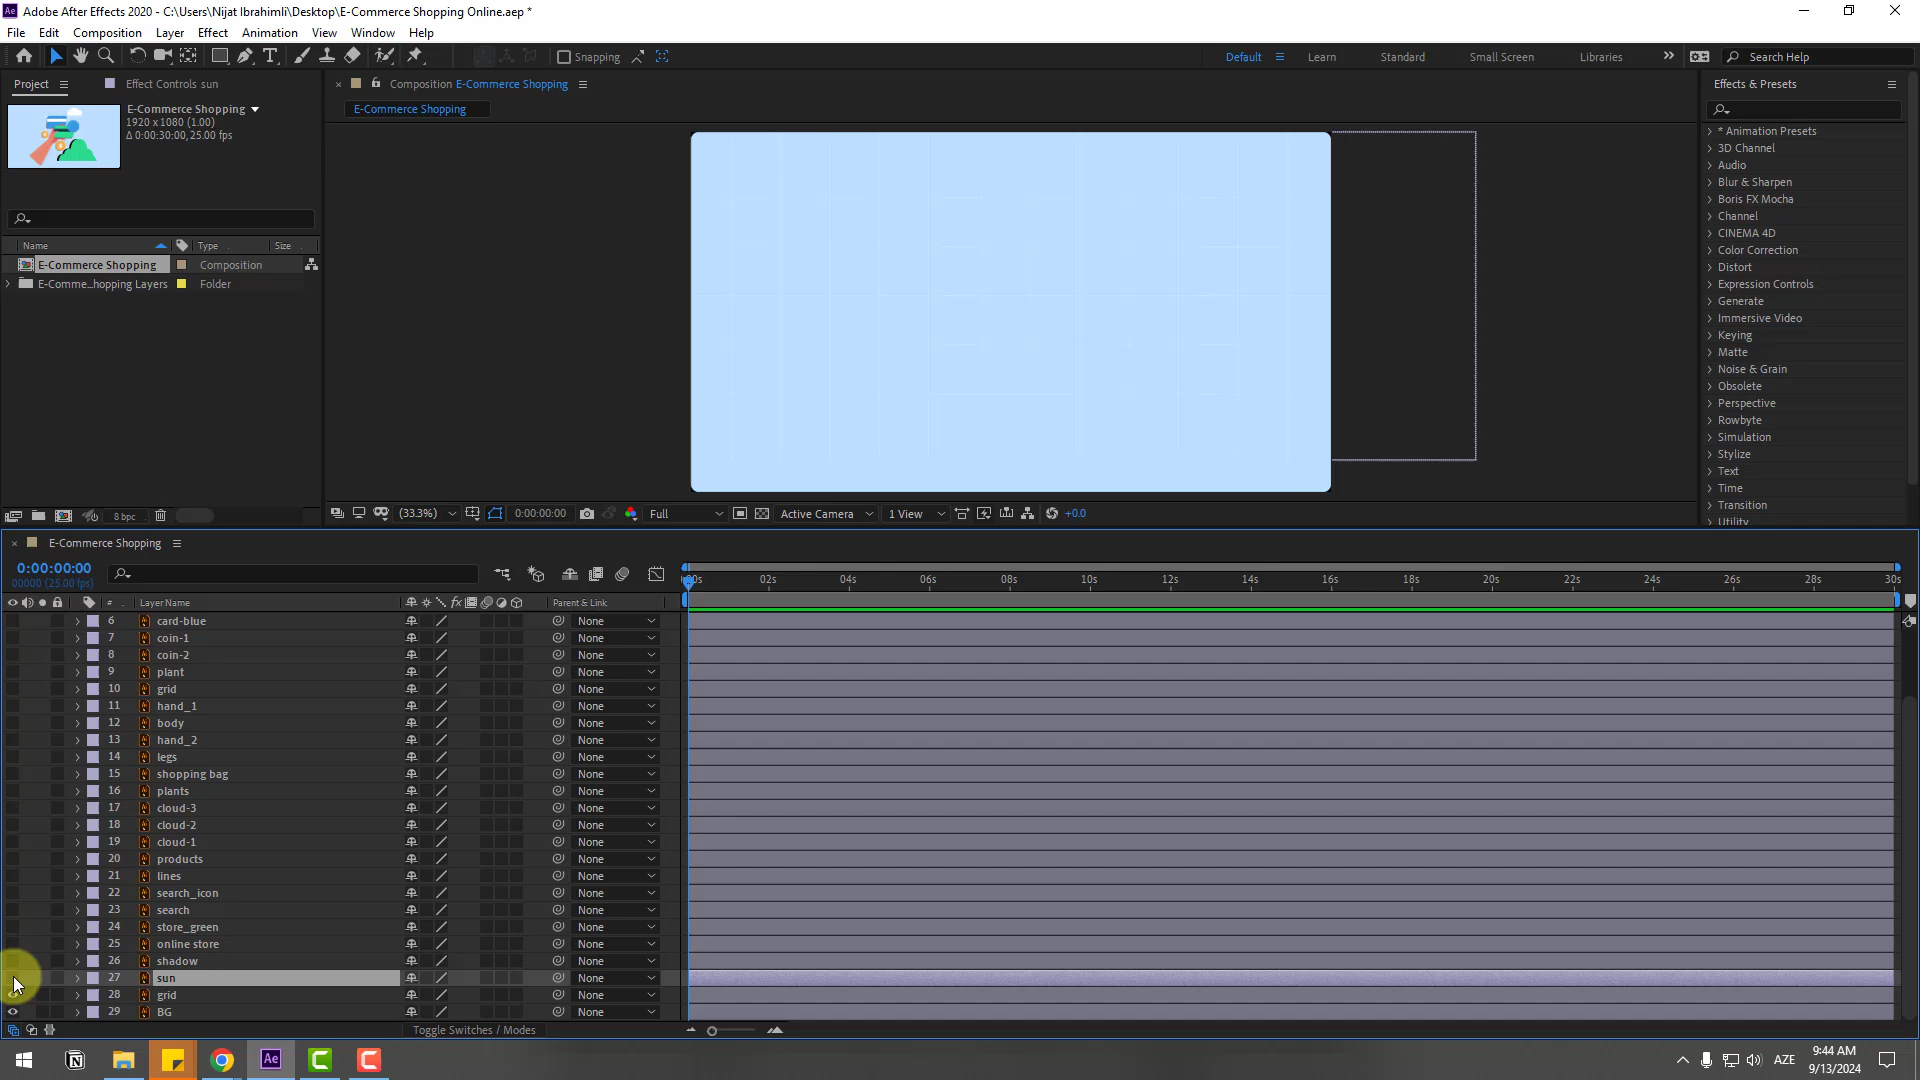 Adobe After Effects 2020 - C:\Users\Nijat Ibrahimli\Desktop\E-Commerce Shopping Online.aep *
File Edit Composition Layer Effect Animation View Window Help
Snapping Default Learn Standard Small Screen Libraries Search Help
Project Effect Controls sun Composition E-Commerce Shopping Effects & Presets
E-Commerce Shopping
1920 x 1080 (1.00)
Δ 0:00:30:00, 25.00 fps
E-Commerce Shopping
Name Type Size
E-Commerce Shopping Composition
E-Comme...hopping Layers Folder
* Animation Presets
3D Channel
Audio
Blur & Sharpen
Boris FX Mocha
Channel
CINEMA 4D
Color Correction
Distort
Expression Controls
Generate
Immersive Video
Keying
Matte
Noise & Grain
Obsolete
Perspective
Rowbyte
Simulation
Stylize
Text
Time
Transition
Utility
8 bpc
(33.3%) 0:00:00:00 Full Active Camera 1 View +0.0
E-Commerce Shopping
0:00:00:00
00000 (25.00 fps)
00s 02s 04s 06s 08s 10s 12s 14s 16s 18s 20s 22s 24s 26s 28s 30s
# Layer Name Parent & Link
6 card-blue None
7 coin-1 None
8 coin-2 None
9 plant None
10 grid None
11 hand_1 None
12 body None
13 hand_2 None
14 legs None
15 shopping bag None
16 plants None
17 cloud-3 None
18 cloud-2 None
19 cloud-1 None
20 products None
21 lines None
22 search_icon None
23 search None
24 store_green None
25 online store None
26 shadow None
27 sun None
28 grid None
29 BG None
Toggle Switches / Modes
Ae
AZE
9:44 AM
9/13/2024